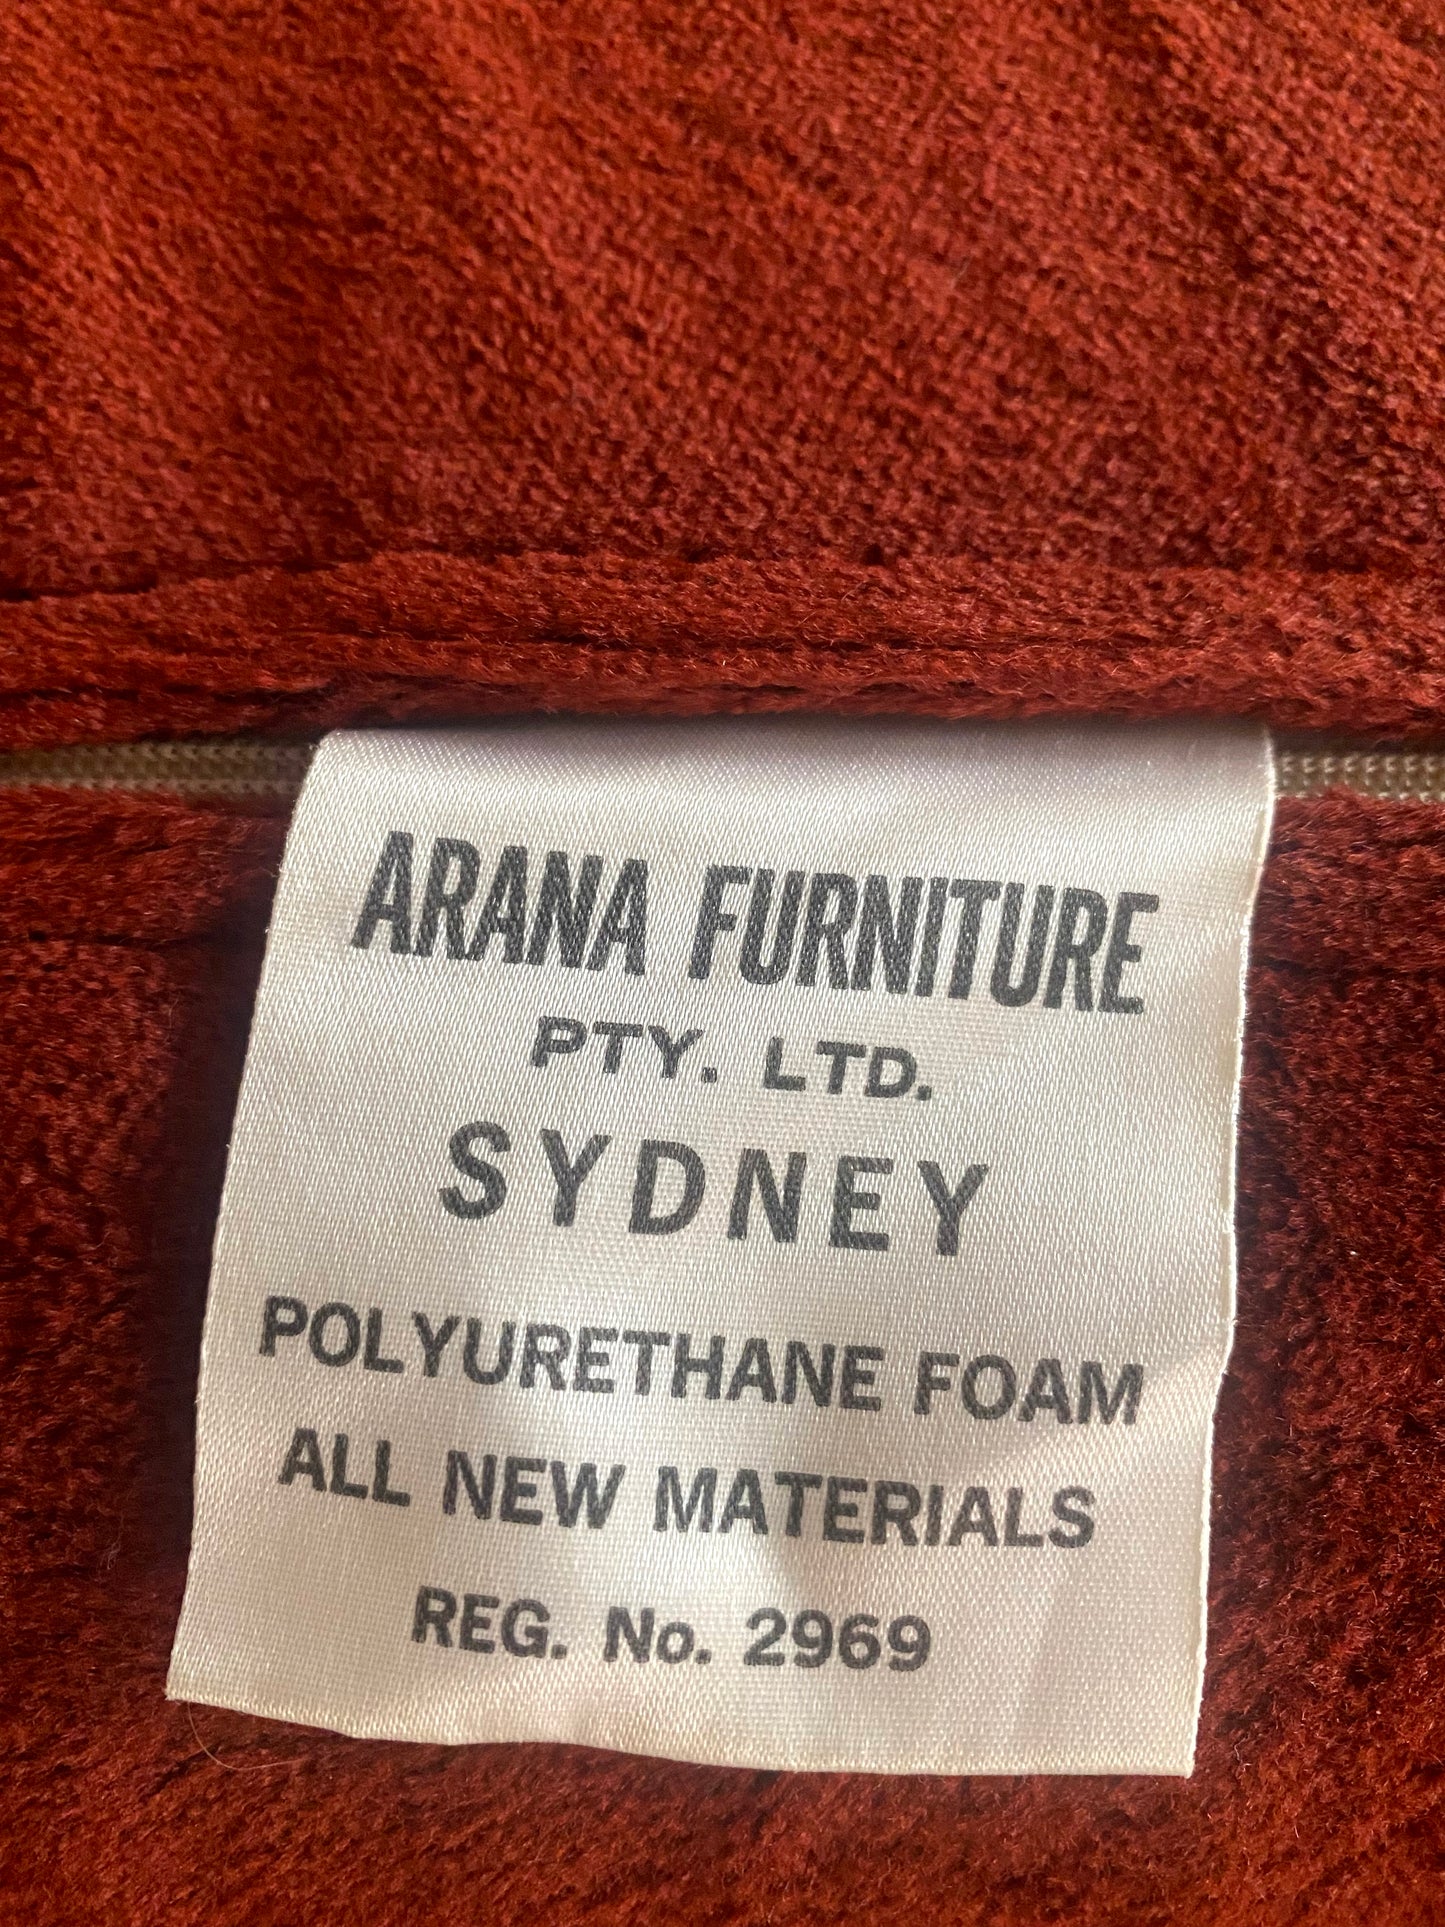 ARANA FURNITURE
PTY. LTD.
SYDNEY
POLYURETHANE FOAM
ALL NEW MATERIALS
REG. No. 2969